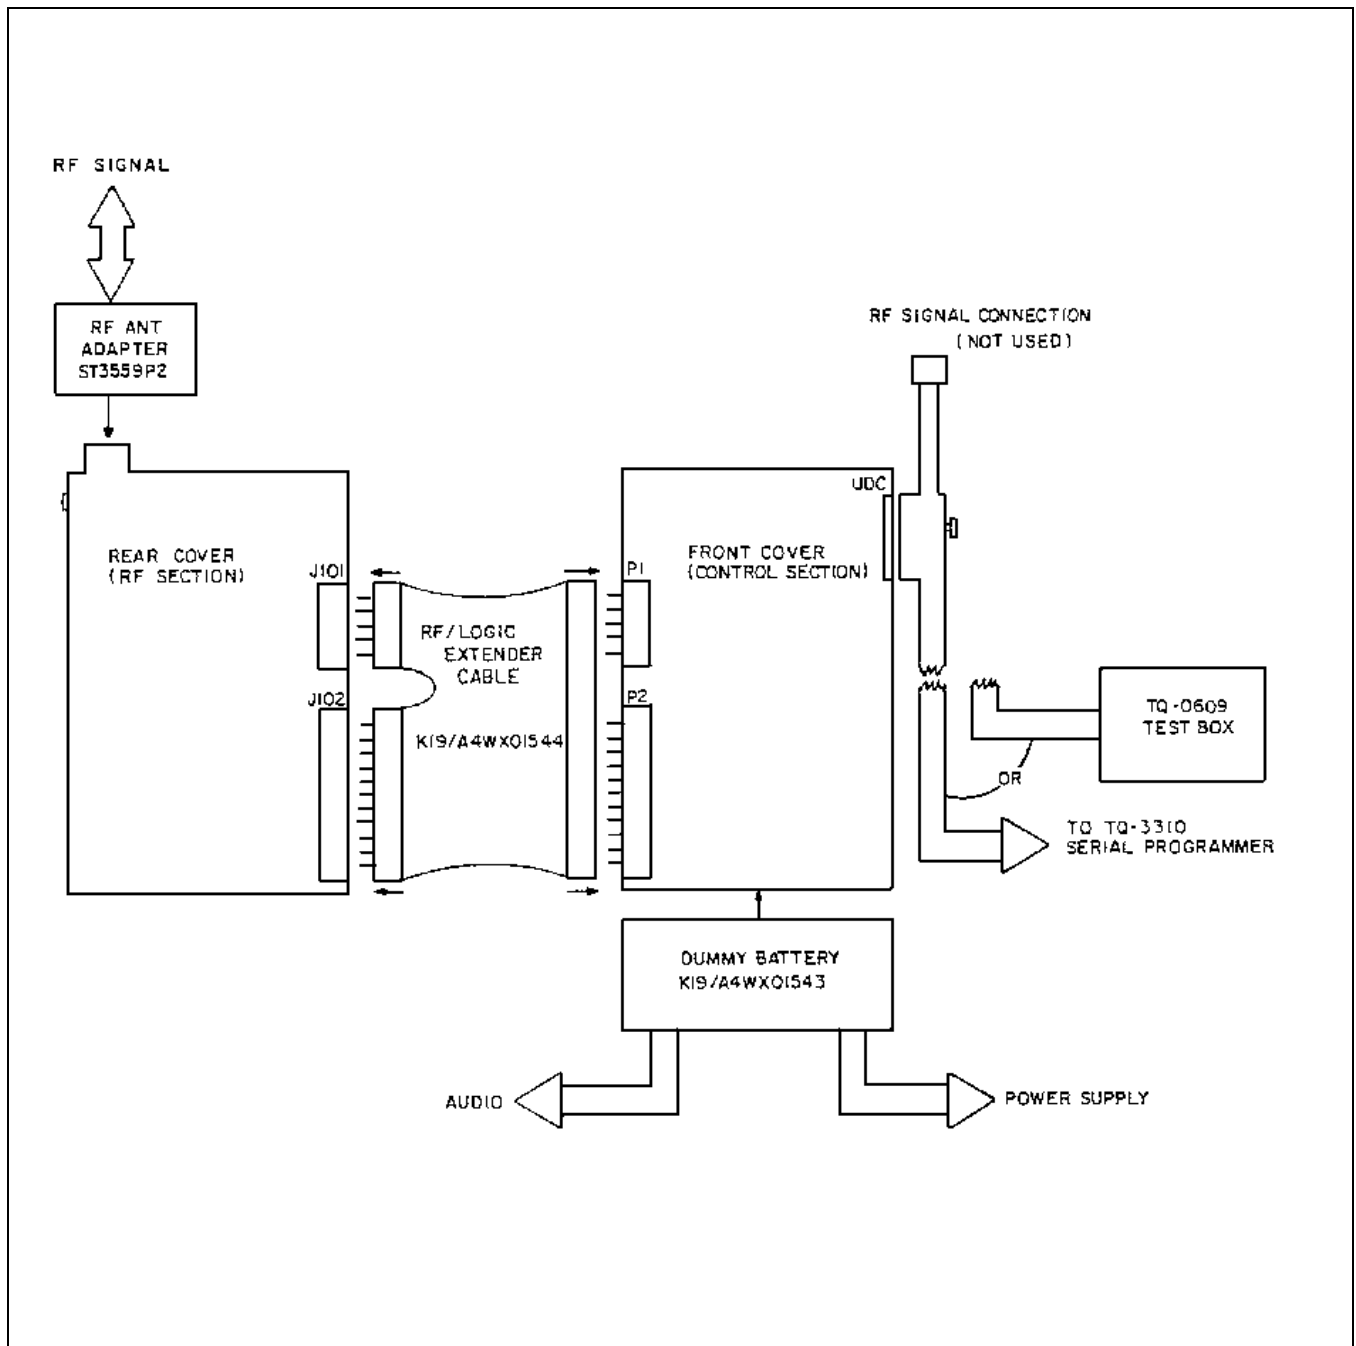 RF SIGNAL
RF ANT
ADAPTER
ST3559P2
RF SIGNAL CONNECTION
(NOT USED)
UDC
REAR COVER
(RF SECTION)
J101
FRONT COVER
(CONTROL SECTION)
P1
RF/LOGIC
EXTENDER
CABLE
J102
P2
K19/A4WX01544
TQ-0609
TEST BOX
OR
TO TQ-3310
SERIAL PROGRAMMER
DUMMY BATTERY
K19/A4WX01543
AUDIO
POWER SUPPLY